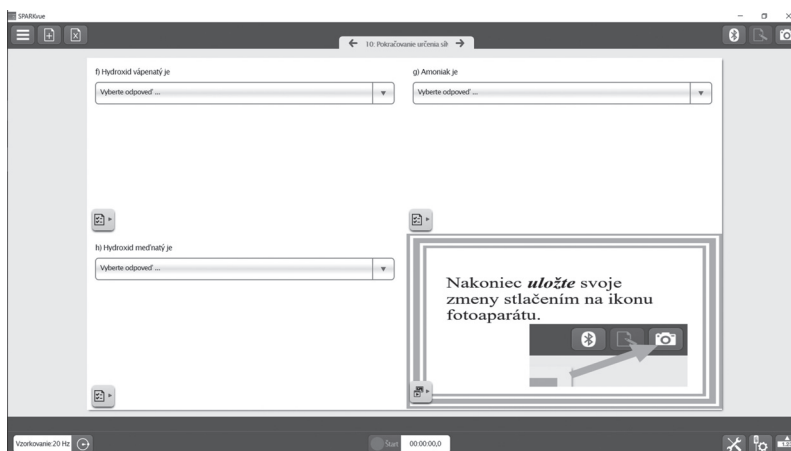 SPARKvue
10: Pokračovanie určenia síl
f) Hydroxid vápenatý je
Vyberte odpoveď ...
g) Amoniak je
Vyberte odpoveď ...
h) Hydroxid meďnatý je
Vyberte odpoveď ...
Nakoniec uložte svoje
zmeny stlačením na ikonu
fotoaparátu.
Vzorkovanie 20 Hz
Štart
00:00:00,0